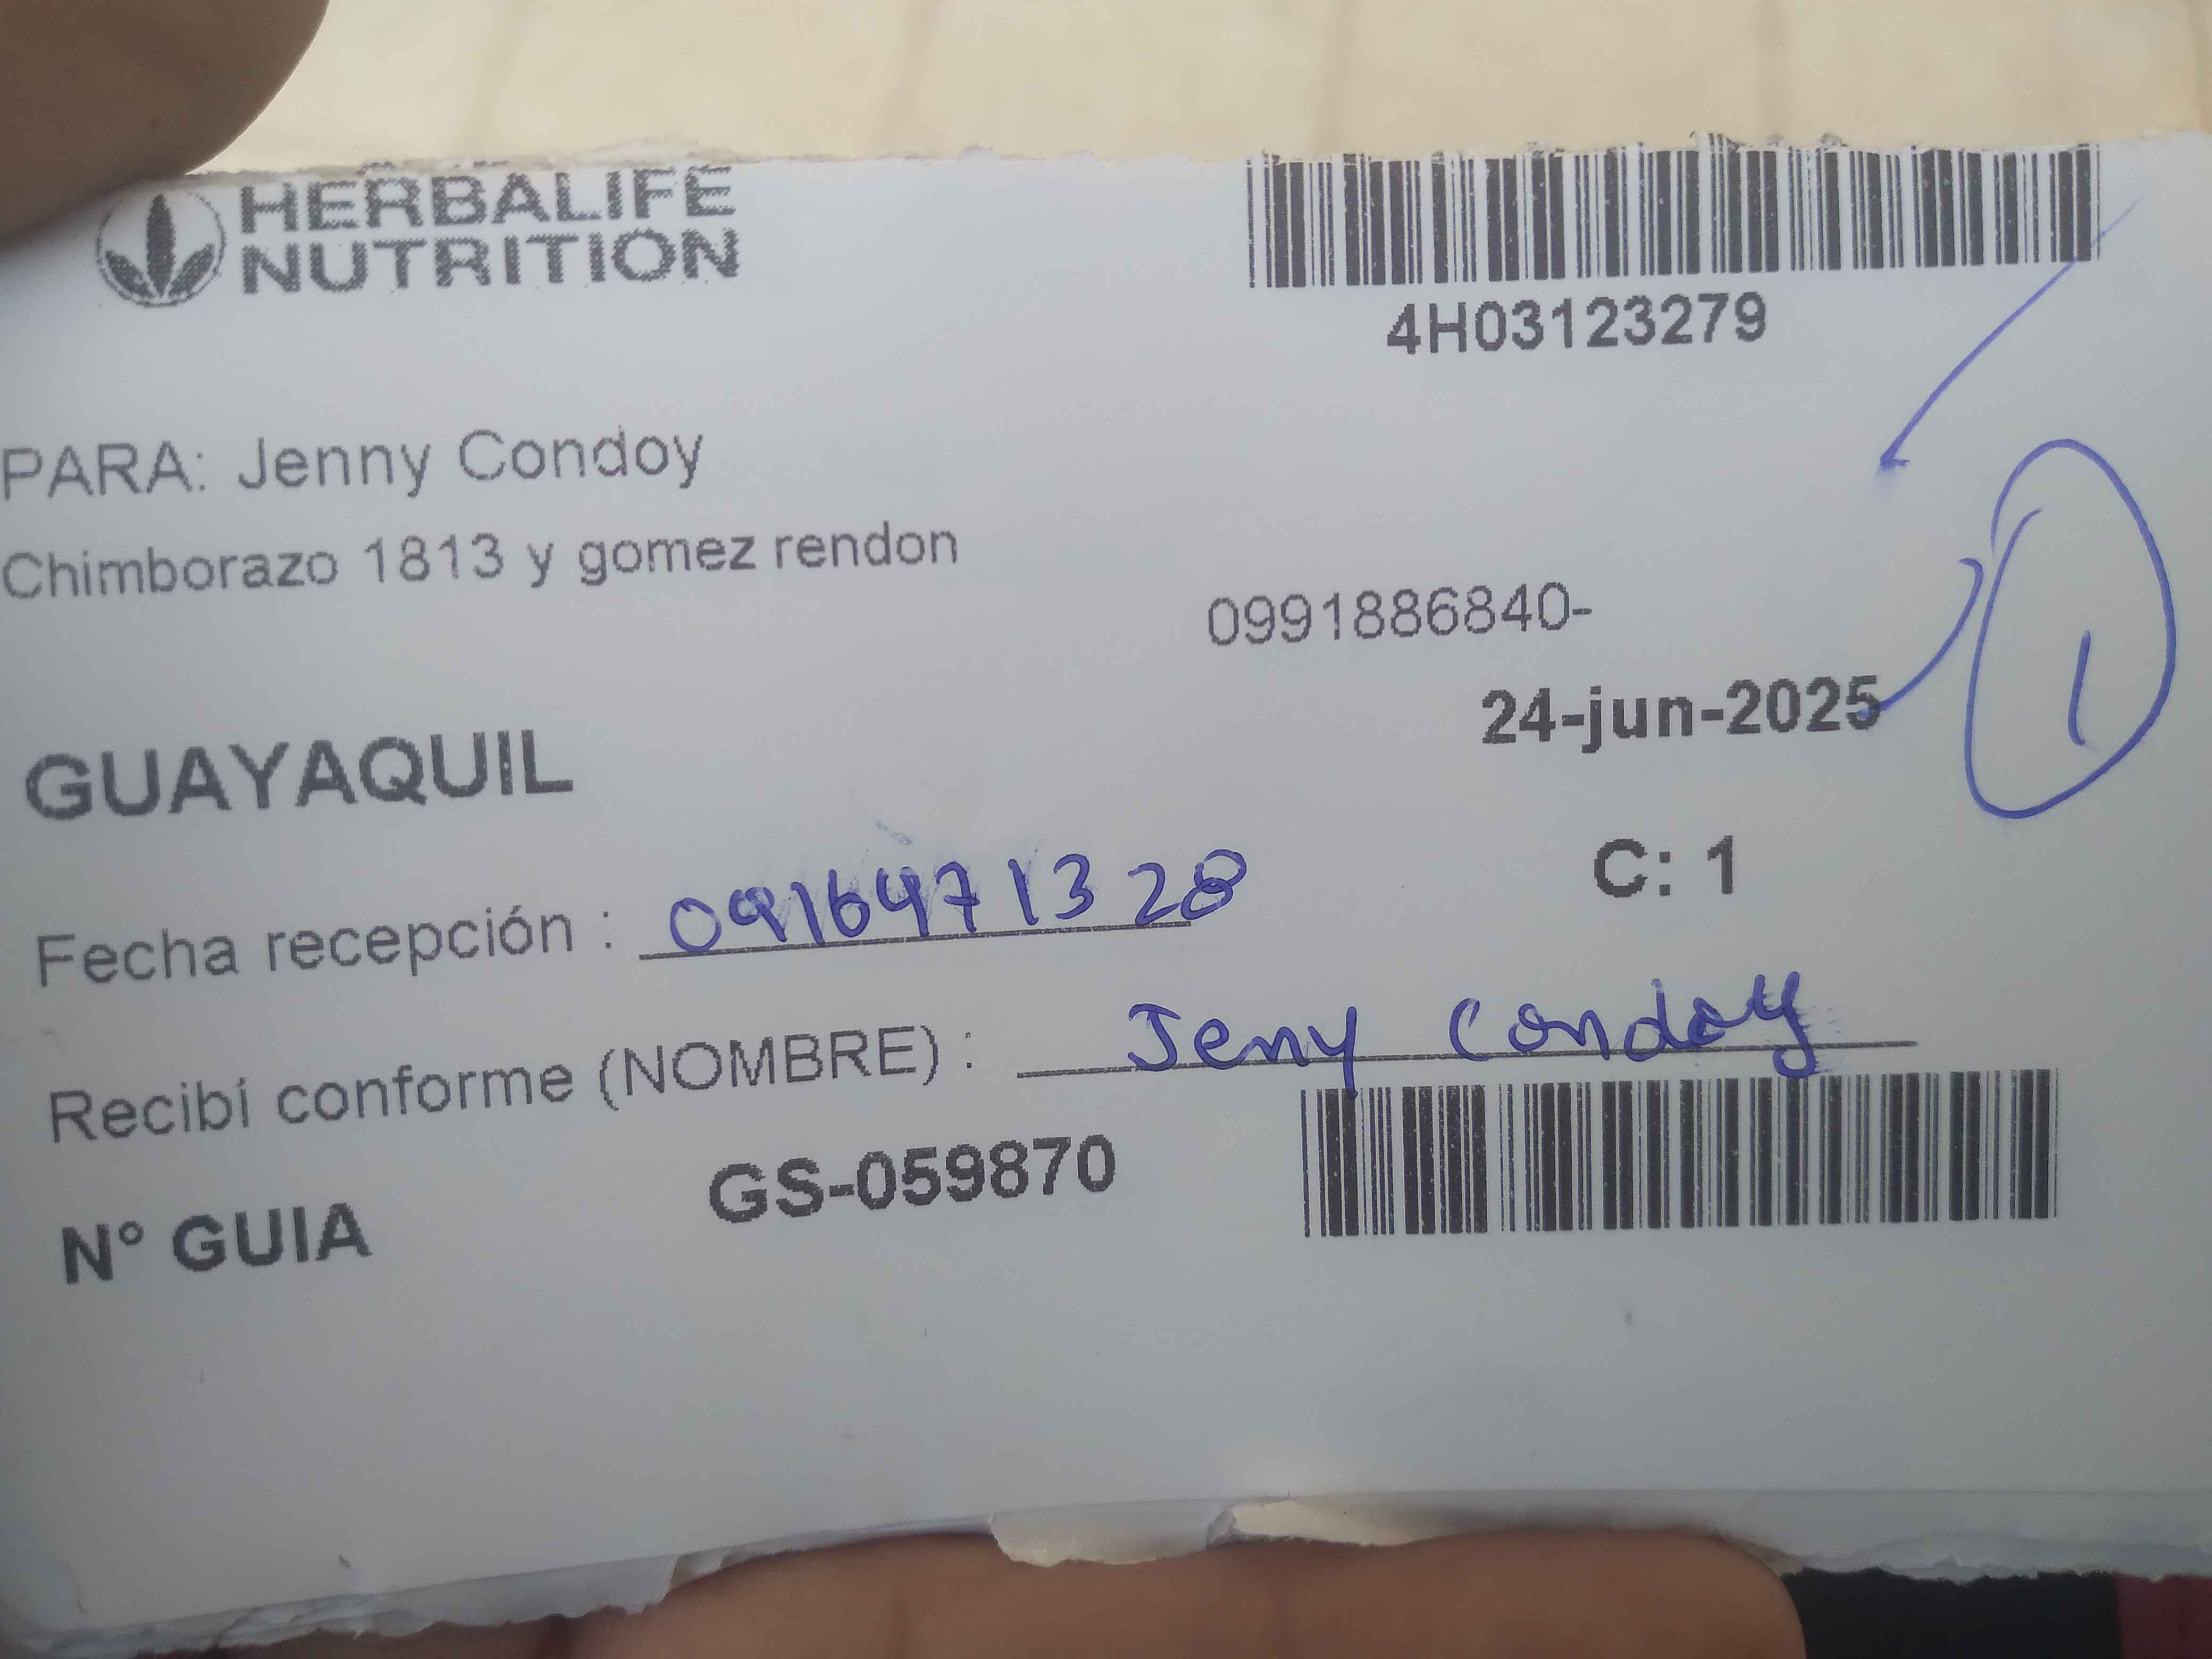 HERBALIFE
NUTRITION
4H03123279
PARA: Jenny Condoy
Chimborazo 1813 y gomez rendon
0991886840-
24-jun-2025
1
GUAYAQUIL
C: 1
Fecha recepción : 0916471328
Recibí conforme (NOMBRE) : Jeny Condoy
N° GUIA GS-059870